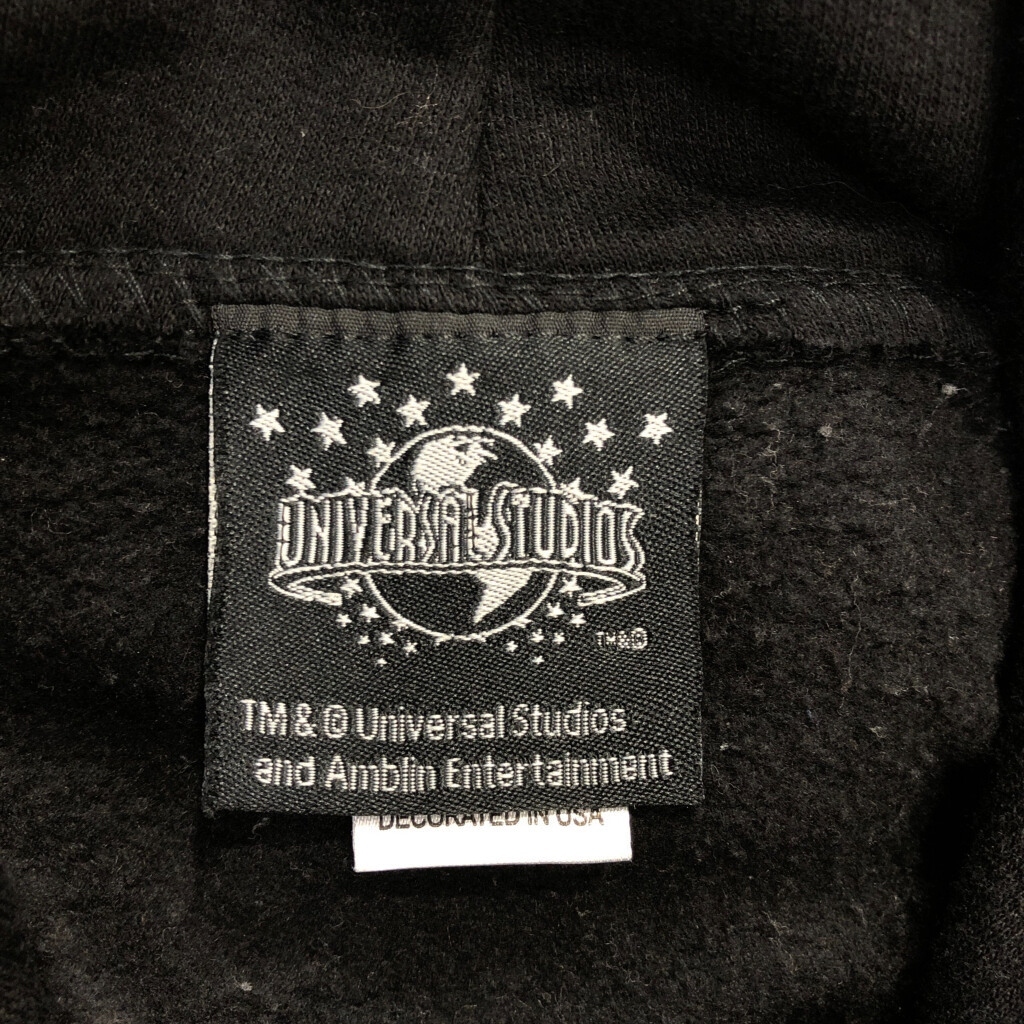 UNIVERSAL STUDIOS
TM&©
TM & © Universal Studios
and Amblin Entertainment
DECORATED IN USA